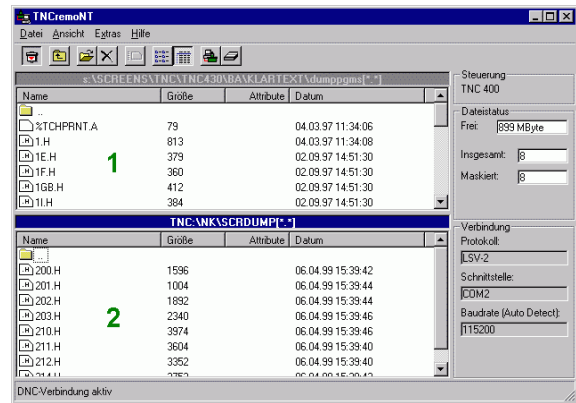 TNCremoNT
Datei Ansicht Extras Hilfe
s:\SCREENS\TNC\TNC430\BA\KLARTEXT\dumppgms[*.*]
Name Größe Attribute Datum
..
%TCHPRNT.A 79 04.03.97 11:34:06
1.H 813 04.03.97 11:34:08
1E.H 379 02.09.97 14:51:30
1F.H 360 02.09.97 14:51:30
1GB.H 412 02.09.97 14:51:30
1I.H 384 02.09.97 14:51:30
1
TNC:\NK\SCRDUMP[*.*]
Name Größe Attribute Datum
..
200.H 1596 06.04.99 15:39:42
201.H 1004 06.04.99 15:39:44
202.H 1892 06.04.99 15:39:44
203.H 2340 06.04.99 15:39:46
210.H 3974 06.04.99 15:39:46
211.H 3604 06.04.99 15:39:40
212.H 3352 06.04.99 15:39:40
2
Steuerung
TNC 400
Dateistatus
Frei: 899 MByte
Insgesamt: 8
Maskiert: 8
Verbindung
Protokoll:
LSV-2
Schnittstelle:
COM2
Baudrate (Auto Detect):
115200
DNC-Verbindung aktiv